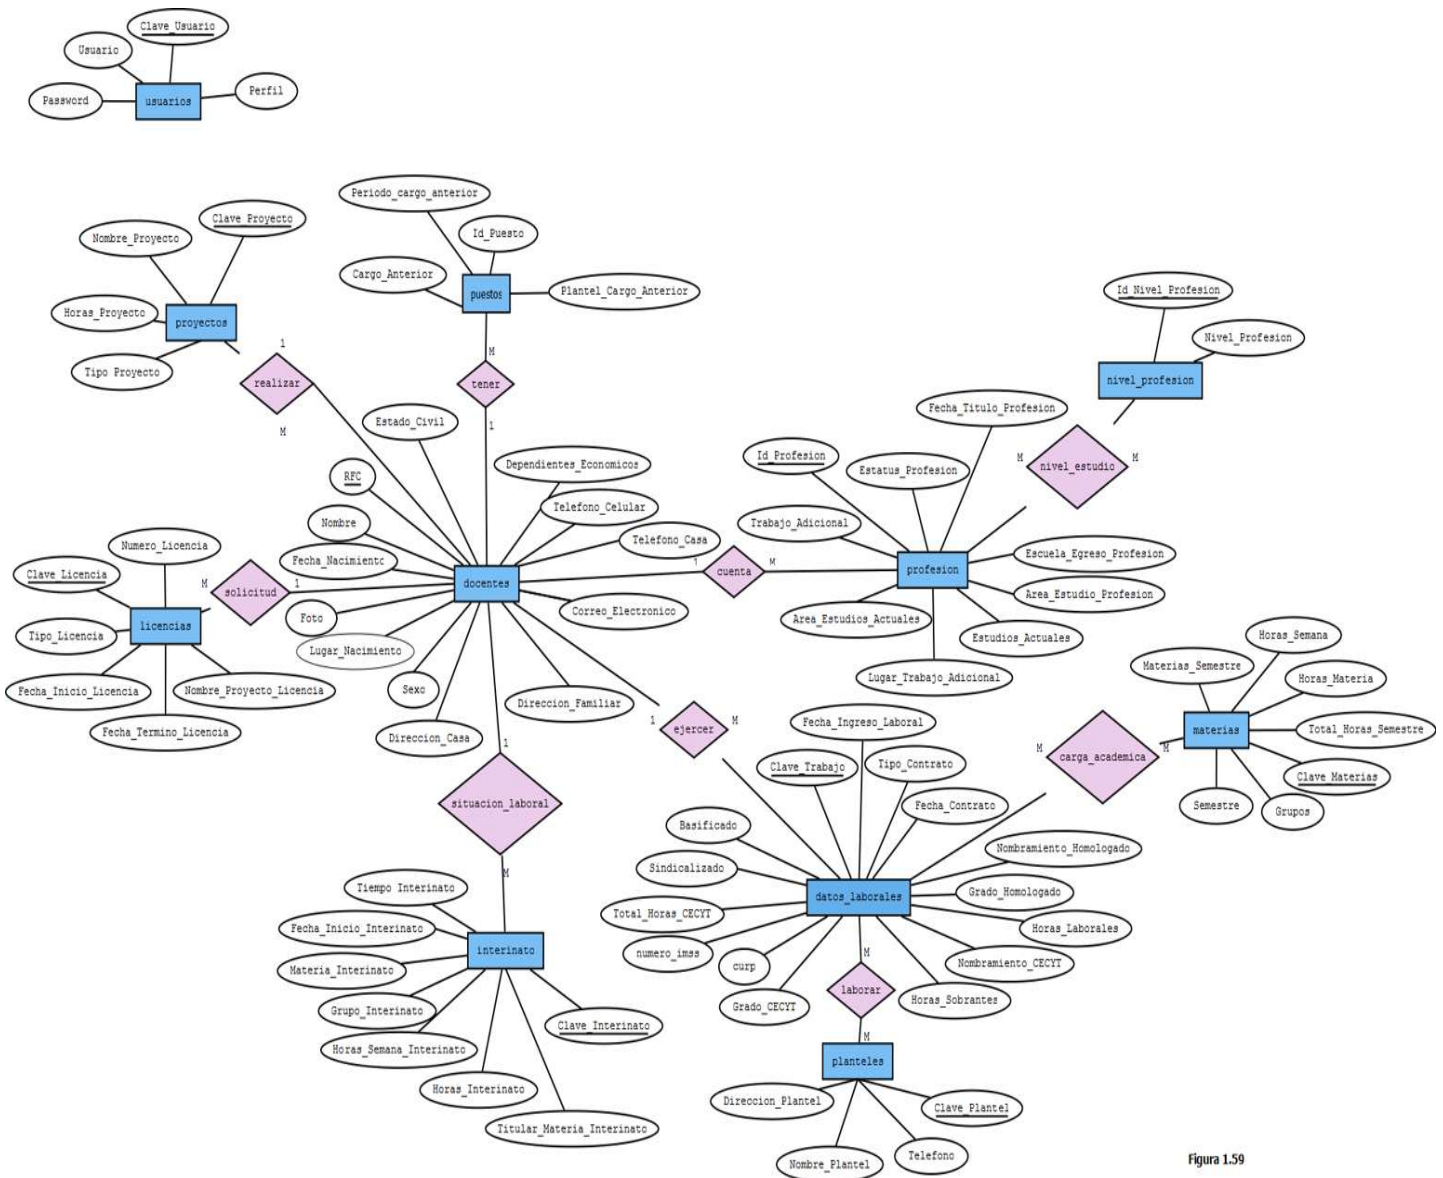 Clave_Usuario
Usuario
Password
Perfil
usuarios
Periodo_cargo_anterior
Clave_Proyecto
Id_Puesto
Nombre_Proyecto
Cargo_Anterior
Plantel_Cargo_Anterior
puestos
Id_Nivel_Profesion
Horas_Proyecto
proyectos
Nivel_Profesion
1
M
Tipo Proyecto
realizar
tener
nivel_profesion
M
1
Estado_Civil
Fecha_Titulo_Profesion
Dependientes_Economicos
Id_Profesion
Estatus_Profesion
M
nivel_estudio
M
RFC
Telefono_Celular
Nombre
Trabajo_Adicional
Numero_Licencia
Telefono_Casa
Fecha_Nacimiento
Escuela_Egreso_Profesion
Clave_Licencia
M
solicitud
1
docentes
1
cuenta
M
profesion
Area_Estudio_Profesion
licencias
Foto
Correo_Electronico
Area_Estudios_Actuales
Tipo_Licencia
Lugar_Nacimiento
Estudios_Actuales
Horas_Semana
Materias_Semestre
Fecha_Inicio_Licencia
Nombre_Proyecto_Licencia
Sexo
Lugar_Trabajo_Adicional
Horas_Materia
Direccion_Familiar
Fecha_Termino_Licencia
Direccion_Casa
1
ejercer
M
Fecha_Ingreso_Laboral
materias
Total_Horas_Semestre
1
M
carga_academica
M
Clave_Trabajo
Tipo_Contrato
Clave_Materias
situacion_laboral
Fecha_Contrato
Semestre
Grupos
Basificado
Nombramiento_Homologado
Sindicalizado
M
Tiempo Interinato
datos_laborales
Grado_Homologado
Total_Horas_CECYT
Fecha_Inicio_Interinato
Horas_Laborales
interinato
numero_imss
M
Materia_Interinato
curp
Nombramiento_CECYT
laborar
Grupo_Interinato
Grado_CECYT
Horas_Sobrantes
Clave_Interinato
M
Horas_Semana_Interinato
planteles
Horas_Interinato
Direccion_Plantel
Clave_Plantel
Titular_Materia_Interinato
Nombre_Plantel
Telefono
Figura 1.59